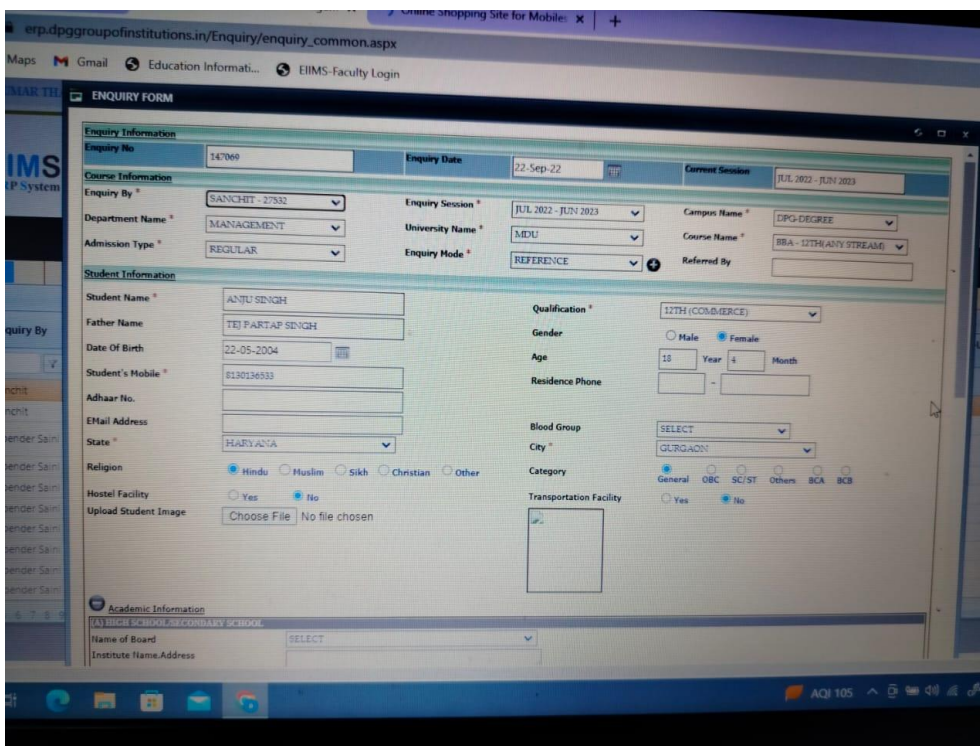 Online Shopping Site for Mobiles
erp.dpggroupofinstitutions.in/Enquiry/enquiry_common.aspx
Maps Gmail Education Informati... EIIMS-Faculty Login
ENQUIRY FORM
Enquiry Information
Enquiry No 147069 Enquiry Date 22-Sep-22 Current Session JUL 2022 - JUN 2023
Course Information
Enquiry By * SANCHIT - 27532 Enquiry Session * JUL 2022 - JUN 2023 Campus Name * DPG-DEGREE
Department Name * MANAGEMENT University Name * MDU Course Name * BBA - 12TH(ANY STREAM)
Admission Type * REGULAR Enquiry Mode * REFERENCE Referred By
Student Information
Student Name * ANJU SINGH Qualification * 12TH (COMMERCE)
Father Name TEJ PARTAP SINGH Gender Male Female
Date Of Birth 22-05-2004 Age 18 Year 4 Month
Student's Mobile * 8130136533 Residence Phone -
Adhaar No.
EMail Address Blood Group SELECT
State * HARYANA City * GURGAON
Religion Hindu Muslim Sikh Christian Other Category General OBC SC/ST Others BCA BCB
Hostel Facility Yes No Transportation Facility Yes No
Upload Student Image Choose File No file chosen
Academic Information
(A) HIGH SCHOOL/SECONDARY SCHOOL
Name of Board SELECT
Institute Name,Address
AQI 105